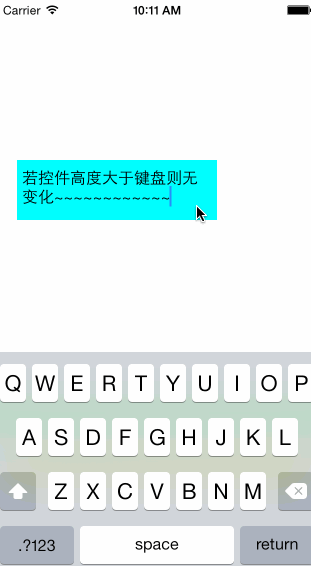 Carrier 10:11 AM
若控件高度大于键盘则无
变化~~~~~~~~~~~~
Q W E R T Y U I O P
A S D F G H J K L
Z X C V B N M
.?123 space return